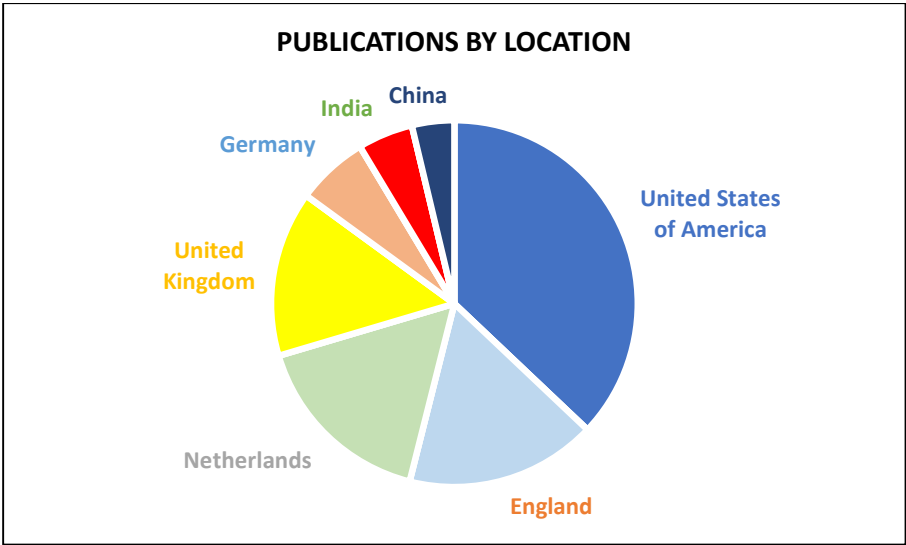 PUBLICATIONS BY LOCATION
China
India
Germany
United States
of America
United
Kingdom
Netherlands
England